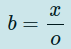 b = x/o